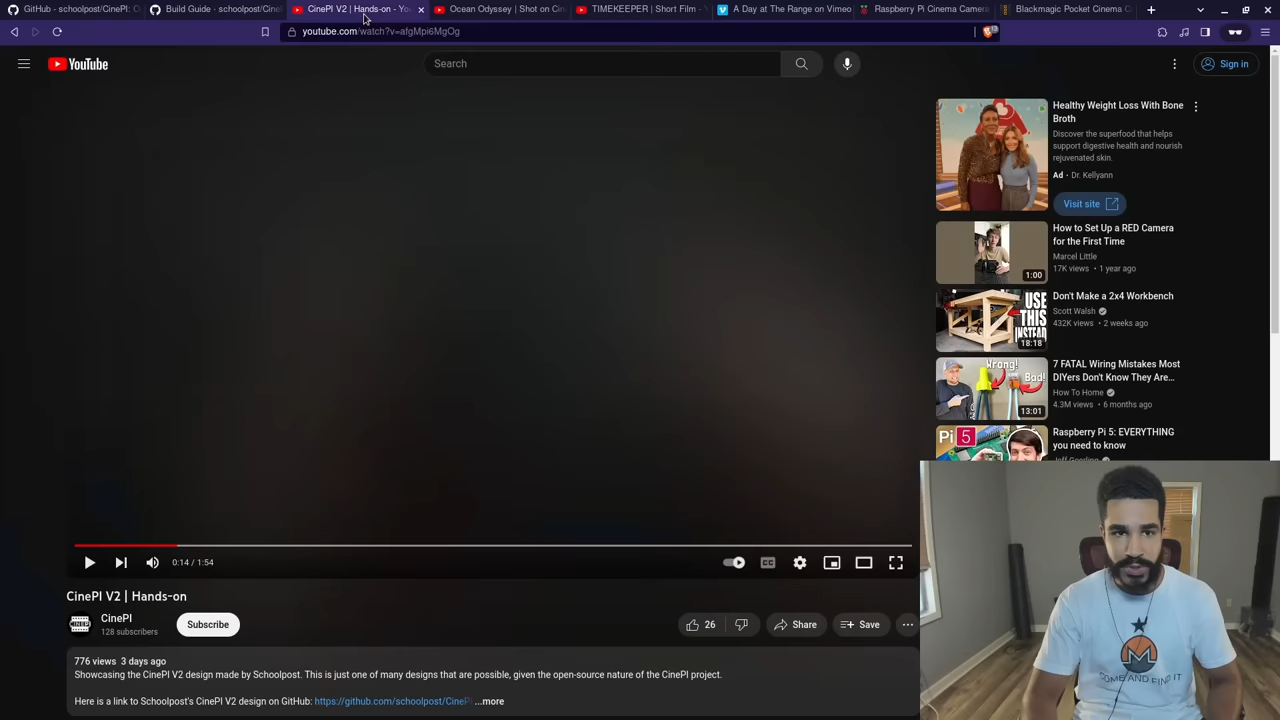 GitHub - schoolpost/CinePI: O
Build Guide - schoolpost/CineP
CinePI V2 | Hands-on - You
Ocean Odyssey | Shot on Cin
TIMEKEEPER | Short Film - Y
A Day at The Range on Vimeo
Raspberry Pi Cinema Camera
Blackmagic Pocket Cinema C
youtube.com/watch?v=afgMpi6MgOg
YouTube
Search
Sign in
Healthy Weight Loss With Bone
Broth
Discover the superfood that helps
support digestive health and nourish
rejuvenated skin.
Ad · Dr. Kellyann
Visit site
How to Set Up a RED Camera
for the First Time
Marcel Little
17K views · 1 year ago
1:00
Don't Make a 2x4 Workbench
Scott Walsh
432K views · 2 weeks ago
USE
THIS
INSTEAD
18:18
7 FATAL Wiring Mistakes Most
DIYers Don't Know They Are...
How To Home
4.3M views · 6 months ago
Wrong!
Bad!
13:01
Raspberry Pi 5: EVERYTHING
you need to know
Jeff Geerling
Pi 5
0:14 / 1:54
CC
CinePI V2 | Hands-on
CinePI
128 subscribers
Subscribe
26
Share
Save
776 views 3 days ago
Showcasing the CinePI V2 design made by Schoolpost. This is just one of many designs that are possible, given the open-source nature of the CinePI project.
Here is a link to Schoolpost's CinePI V2 design on GitHub: https://github.com/schoolpost/CineP ...more
COME AND FIND IT